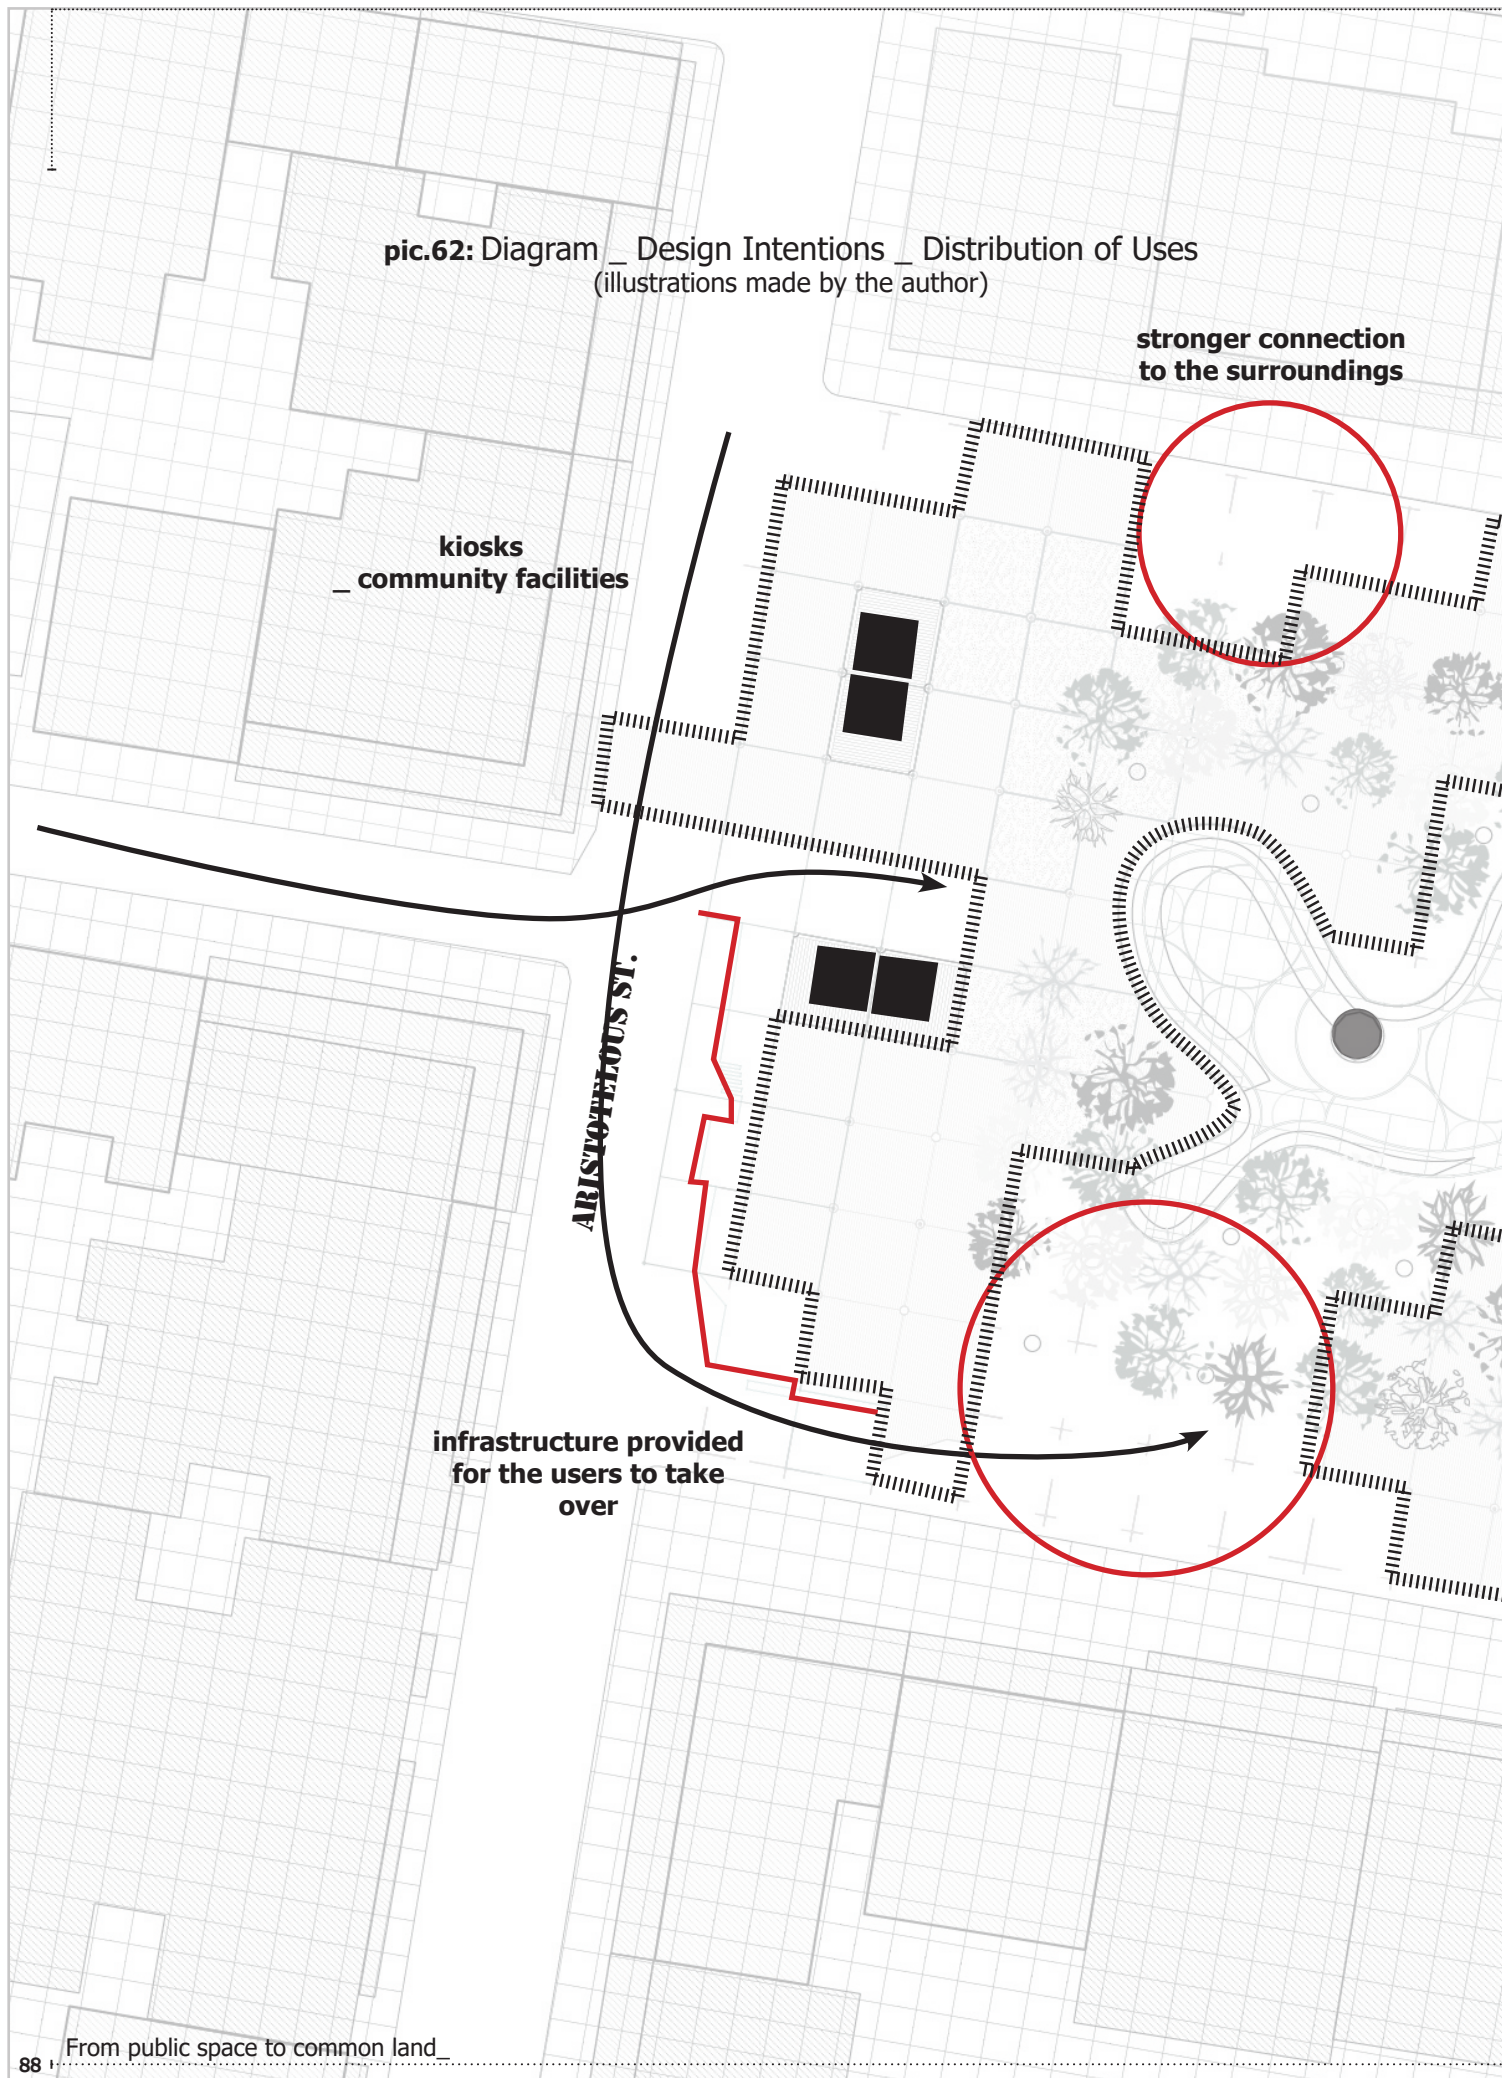 pic.62: Diagram _ Design Intentions _ Distribution of Uses
(illustrations made by the author)
stronger connection
to the surroundings
kiosks
_ community facilities
ARISTOTELOUS ST.
infrastructure provided
for the users to take
over
From public space to common land_
88